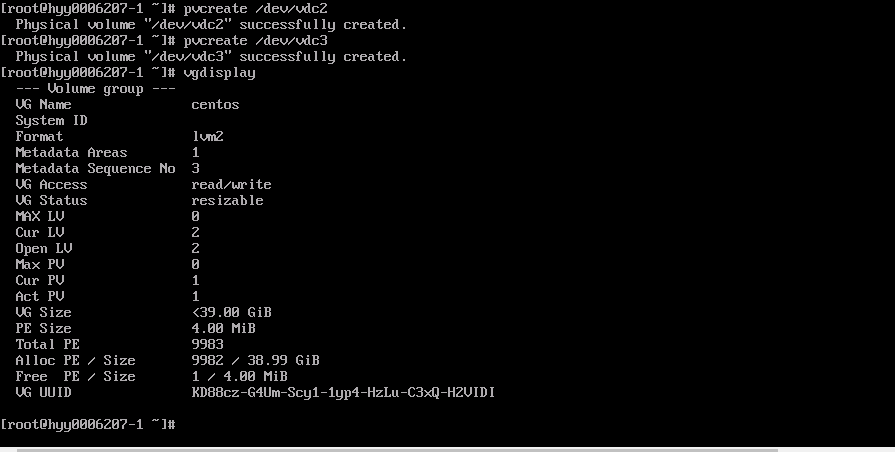 [root@hyy0006207-1 ~]# pvcreate /dev/vdc2
  Physical volume "/dev/vdc2" successfully created.
[root@hyy0006207-1 ~]# pvcreate /dev/vdc3
  Physical volume "/dev/vdc3" successfully created.
[root@hyy0006207-1 ~]# vgdisplay
  --- Volume group ---
  VG Name               centos
  System ID
  Format                lvm2
  Metadata Areas        1
  Metadata Sequence No  3
  VG Access             read/write
  VG Status             resizable
  MAX LV                0
  Cur LV                2
  Open LV               2
  Max PV                0
  Cur PV                1
  Act PV                1
  VG Size               <39.00 GiB
  PE Size               4.00 MiB
  Total PE              9983
  Alloc PE / Size       9982 / 38.99 GiB
  Free  PE / Size       1 / 4.00 MiB
  VG UUID               KD88cz-G4Um-Scy1-1yp4-HzLu-C3xQ-H2VIDI
[root@hyy0006207-1 ~]#